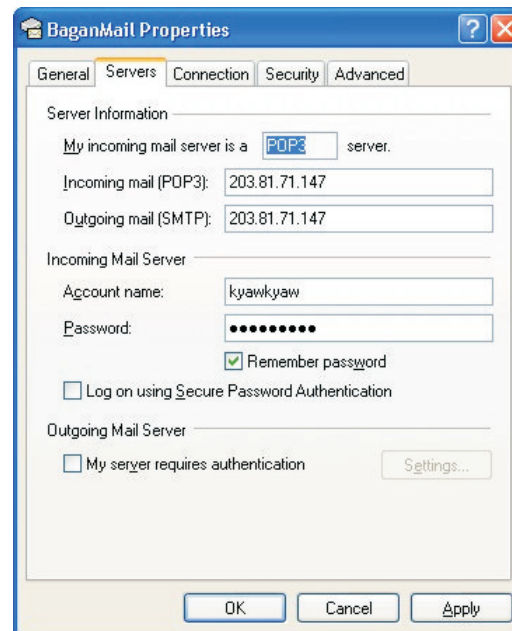 BaganMail Properties
General Servers Connection Security Advanced
Server Information
My incoming mail server is a POP3 server.
Incoming mail (POP3): 203.81.71.147
Outgoing mail (SMTP): 203.81.71.147
Incoming Mail Server
Account name: kyawkyaw
Password: ●●●●●●●●●
Remember password
Log on using Secure Password Authentication
Outgoing Mail Server
My server requires authentication Settings...
OK Cancel Apply